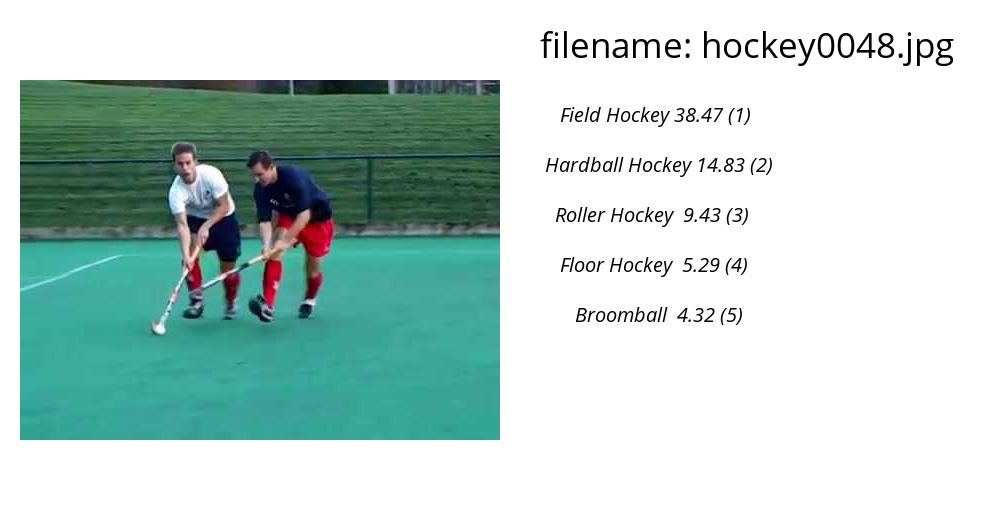 filename: hockey0048.jpg
Field Hockey 38.47 (1)
Hardball Hockey 14.83 (2)
Roller Hockey 9.43 (3)
Floor Hockey 5.29 (4)
Broomball 4.32 (5)